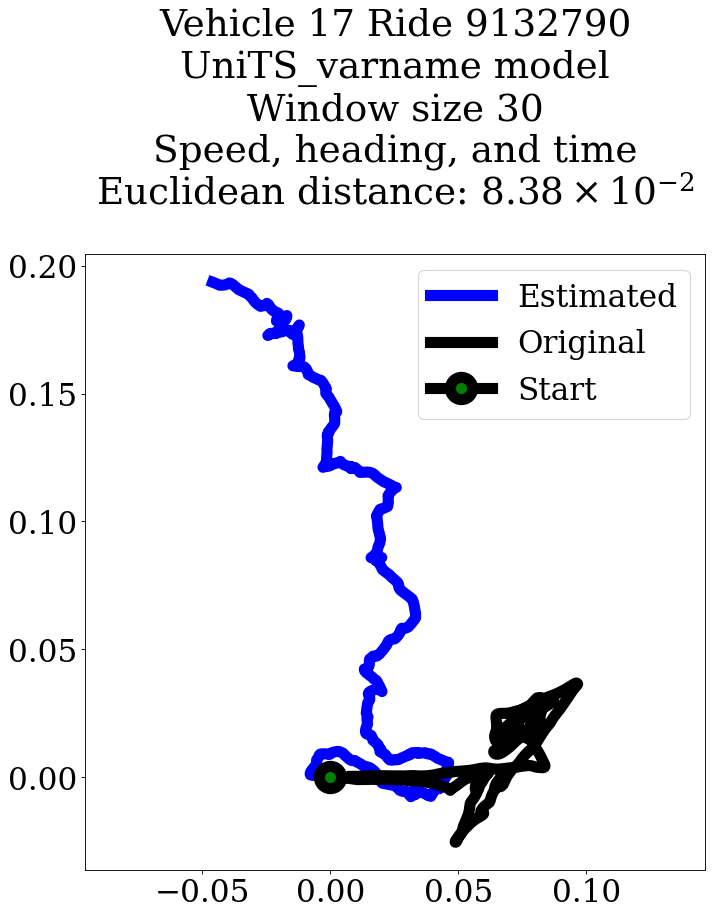 Vehicle 17 Ride 9132790
UniTS_varname model
Window size 30
Speed, heading, and time
Euclidean distance: 8.38 × 10⁻²
Estimated
Original
Start
0.20
0.15
0.10
0.05
0.00
−0.05 0.00 0.05 0.10